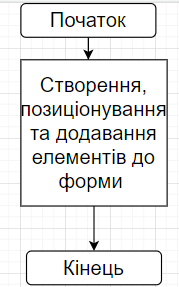 Початок
Створення,
позиціонування
та додавання
елементів до
форми
Кінець